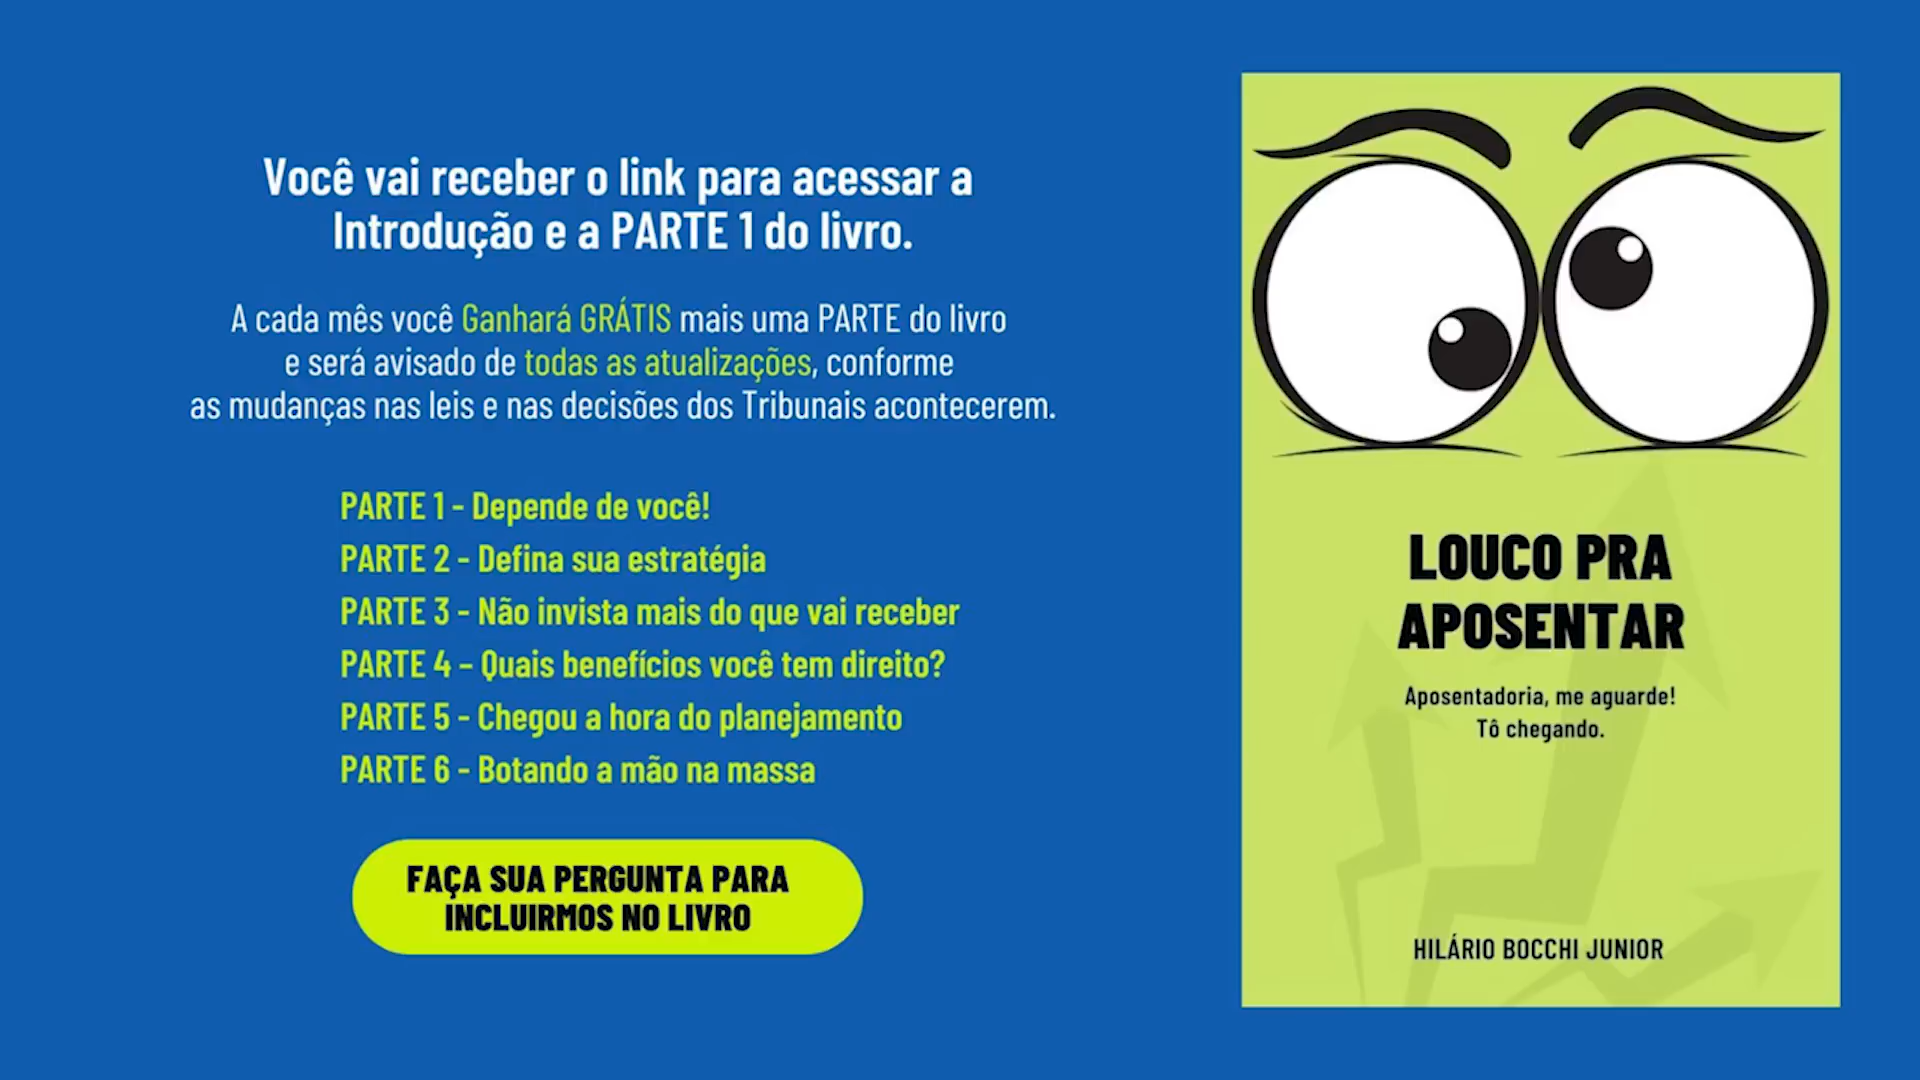 Você vai receber o link para acessar a
Introdução e a PARTE 1 do livro.
A cada mês você Ganhará GRÁTIS mais uma PARTE do livro
e será avisado de todas as atualizações, conforme
as mudanças nas leis e nas decisões dos Tribunais acontecerem.
PARTE 1 - Depende de você!
PARTE 2 - Defina sua estratégia
PARTE 3 - Não invista mais do que vai receber
PARTE 4 – Quais benefícios você tem direito?
PARTE 5 - Chegou a hora do planejamento
PARTE 6 - Botando a mão na massa
FAÇA SUA PERGUNTA PARA
INCLUIRMOS NO LIVRO
LOUCO PRA
APOSENTAR
Aposentadoria, me aguarde!
Tô chegando.
HILÁRIO BOCCHI JUNIOR